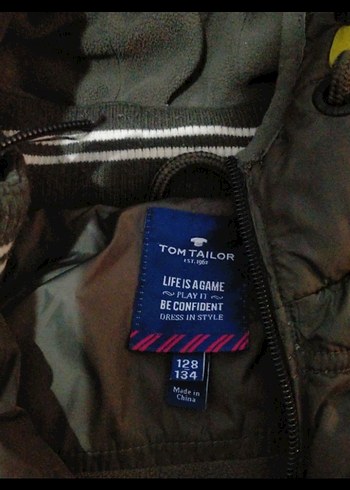 TOM TAILOR
EST. 1962
LIFE IS A GAME
PLAY IT
BE CONFIDENT
DRESS IN STYLE
128
134
Made in
China